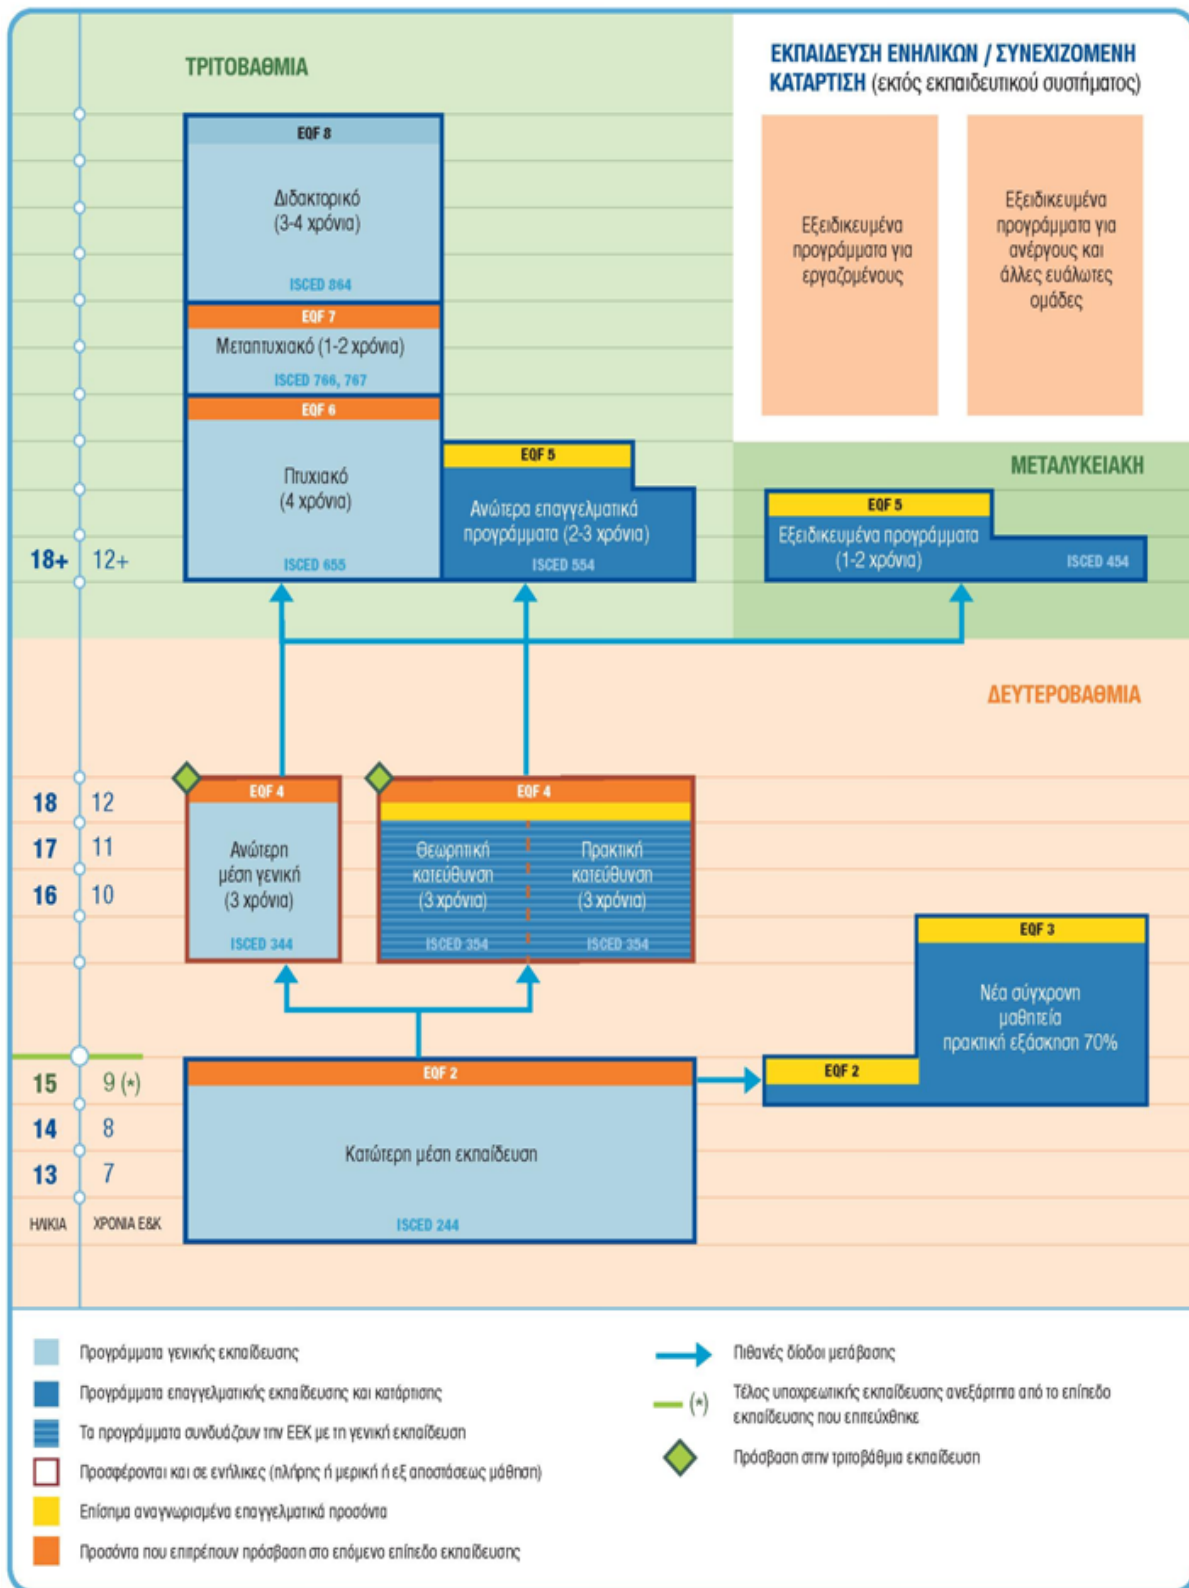 ΤΡΙΤΟΒΑΘΜΙΑ
ΕΚΠΑΙΔΕΥΣΗ ΕΝΗΛΙΚΩΝ / ΣΥΝΕΧΙΖΟΜΕΝΗ
ΚΑΤΑΡΤΙΣΗ (εκτός εκπαιδευτικού συστήματος)
EQF 8
Διδακτορικό
(3-4 χρόνια)
ISCED 864
EQF 7
Μεταπτυχιακό (1-2 χρόνια)
ISCED 766, 767
EQF 6
Πτυχιακό
(4 χρόνια)
ISCED 655
EQF 5
Ανώτερα επαγγελματικά
προγράμματα (2-3 χρόνια)
ISCED 554
Εξειδικευμένα
προγράμματα για
εργαζομένους
Εξειδικευμένα
προγράμματα για
ανέργους και
άλλες ευάλωτες
ομάδες
ΜΕΤΑΛΥΚΕΙΑΚΗ
EQF 5
Εξειδικευμένα προγράμματα
(1-2 χρόνια)
ISCED 454
18+ 12+
ΔΕΥΤΕΡΟΒΑΘΜΙΑ
18 12
17 11
16 10
EQF 4
Ανώτερη
μέση γενική
(3 χρόνια)
ISCED 344
EQF 4
Θεωρητική
κατεύθυνση
(3 χρόνια)
ISCED 354
Πρακτική
κατεύθυνση
(3 χρόνια)
ISCED 354
EQF 3
Νέα σύγχρονη
μαθητεία
πρακτική εξάσκηση 70%
EQF 2
15 9 (*)
14 8
13 7
ΗΛΙΚΙΑ ΧΡΟΝΙΑ Ε&Κ
EQF 2
Κατώτερη μέση εκπαίδευση
ISCED 244
Προγράμματα γενικής εκπαίδευσης
Προγράμματα επαγγελματικής εκπαίδευσης και κατάρτισης
Τα προγράμματα συνδυάζουν την ΕΕΚ με τη γενική εκπαίδευση
Προσφέρονται και σε ενήλικες (πλήρης ή μερική ή εξ αποστάσεως μάθηση)
Επίσημα αναγνωρισμένα επαγγελματικά προσόντα
Προσόντα που επιτρέπουν πρόσβαση στο επόμενο επίπεδο εκπαίδευσης
Πιθανές δίοδοι μετάβασης
(*) Τέλος υποχρεωτικής εκπαίδευσης ανεξάρτητα από το επίπεδο
εκπαίδευσης που επιτεύχθηκε
Πρόσβαση στην τριτοβάθμια εκπαίδευση